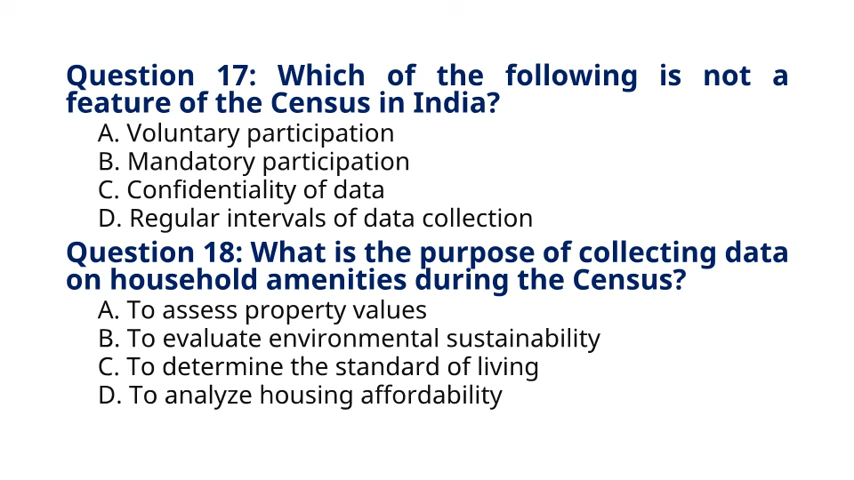 Question 17: Which of the following is not a
feature of the Census in India?
A. Voluntary participation
B. Mandatory participation
C. Confidentiality of data
D. Regular intervals of data collection
Question 18: What is the purpose of collecting data
on household amenities during the Census?
A. To assess property values
B. To evaluate environmental sustainability
C. To determine the standard of living
D. To analyze housing affordability